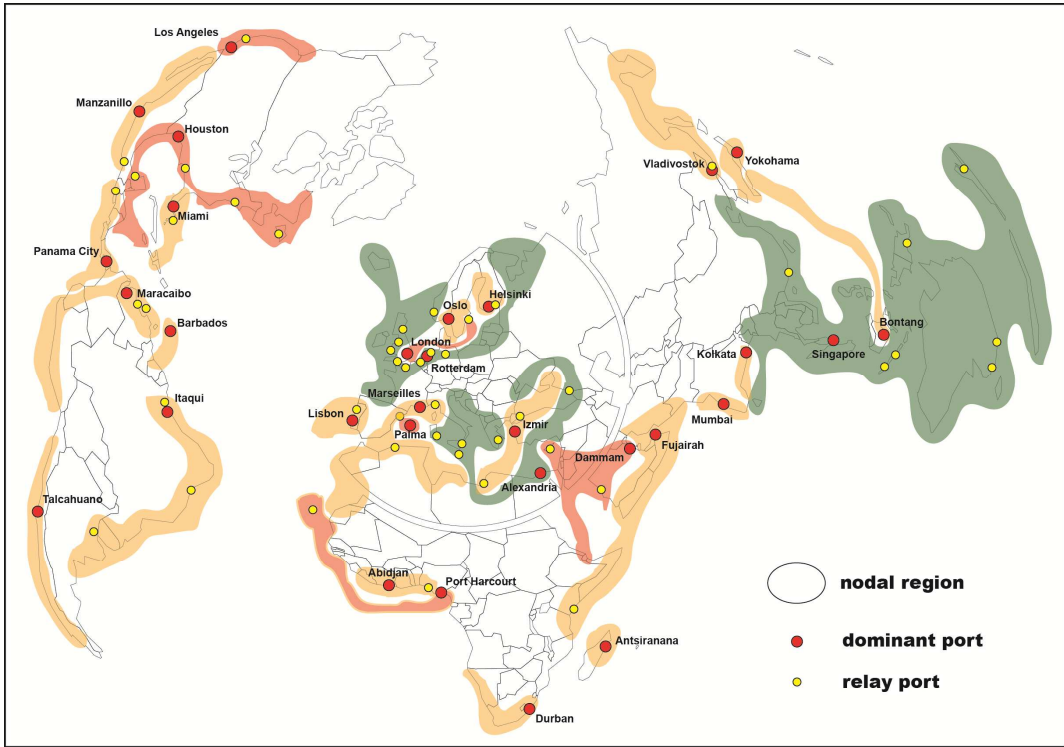 Los Angeles
Manzanillo
Houston
Yokohama
Vladivostok
Miami
Panama City
Maracaibo
Helsinki
Oslo
Barbados
Bontang
London
Singapore
Kolkata
Rotterdam
Marseilles
Itaqui
Lisbon
Mumbai
Izmir
Palma
Fujairah
Dammam
Alexandria
Talcahuano
Abidjan
Port Harcourt
nodal region
Antsiranana
dominant port
relay port
Durban